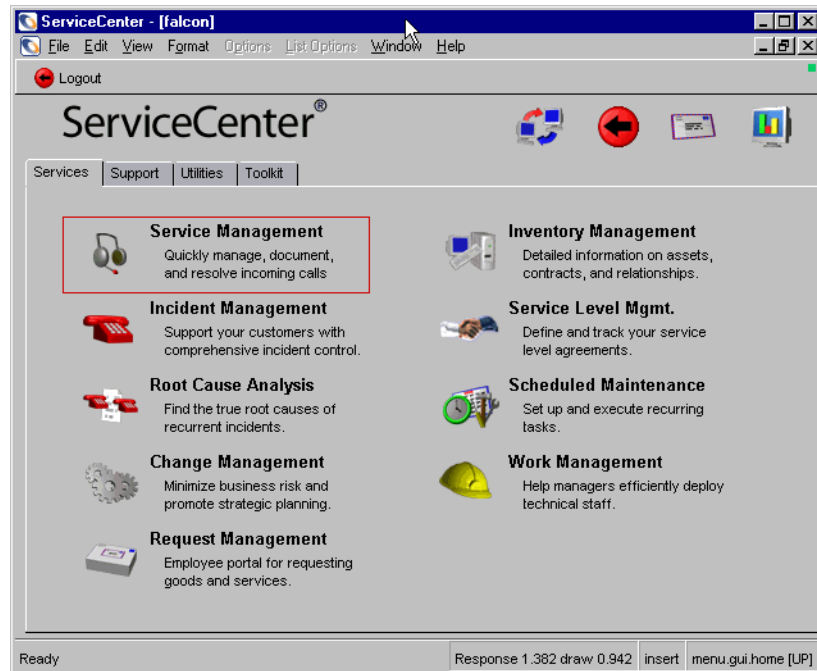 ServiceCenter - [falcon]
File Edit View Format Options List Options Window Help
Logout
ServiceCenter®
Services Support Utilities Toolkit
Service Management
Quickly manage, document,
and resolve incoming calls
Inventory Management
Detailed information on assets,
contracts, and relationships.
Incident Management
Support your customers with
comprehensive incident control.
Service Level Mgmt.
Define and track your service
level agreements.
Root Cause Analysis
Find the true root causes of
recurrent incidents.
Scheduled Maintenance
Set up and execute recurring
tasks.
Change Management
Minimize business risk and
promote strategic planning.
Work Management
Help managers efficiently deploy
technical staff.
Request Management
Employee portal for requesting
goods and services.
Ready
Response 1.382 draw 0.942 insert menu.gui.home [UP]